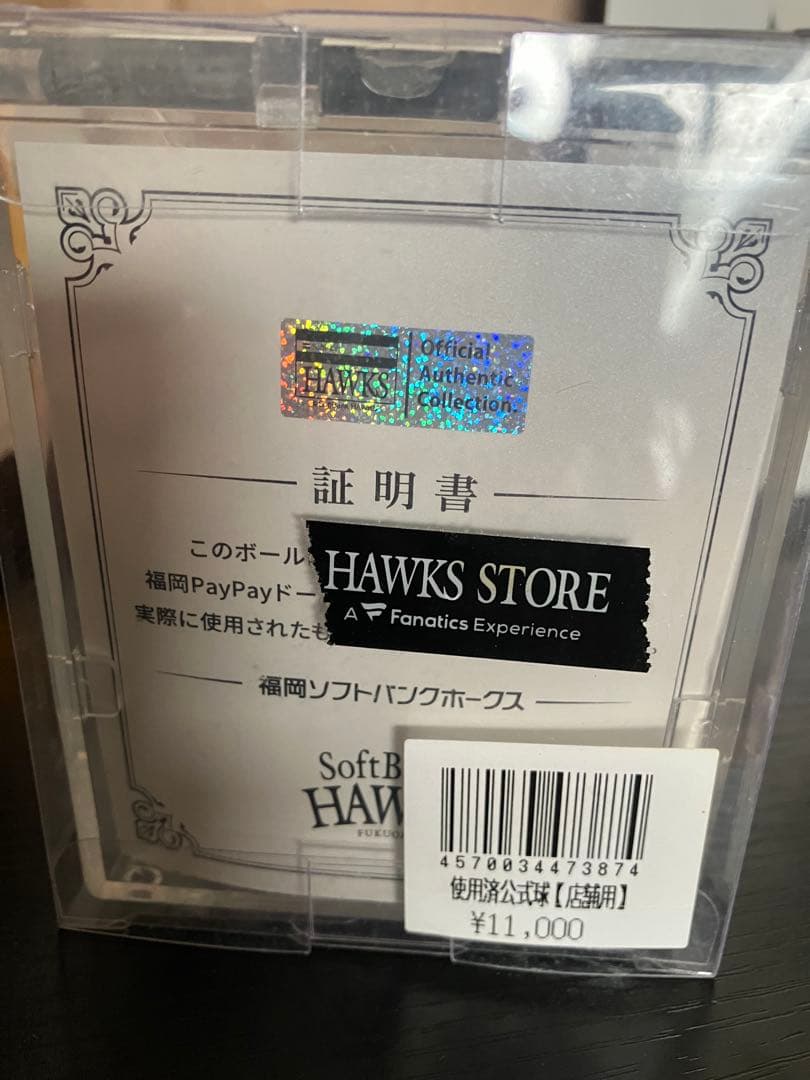 HAWKS
Official
Authentic
Collection.
証明書
このボール
福岡PayPayドー
実際に使用されたも
HAWKS STORE
A Fanatics Experience
福岡ソフトバンクホークス
SoftB
HAW
FUKUO
4570034473874
使用済公式球【店舗用】
¥11,000